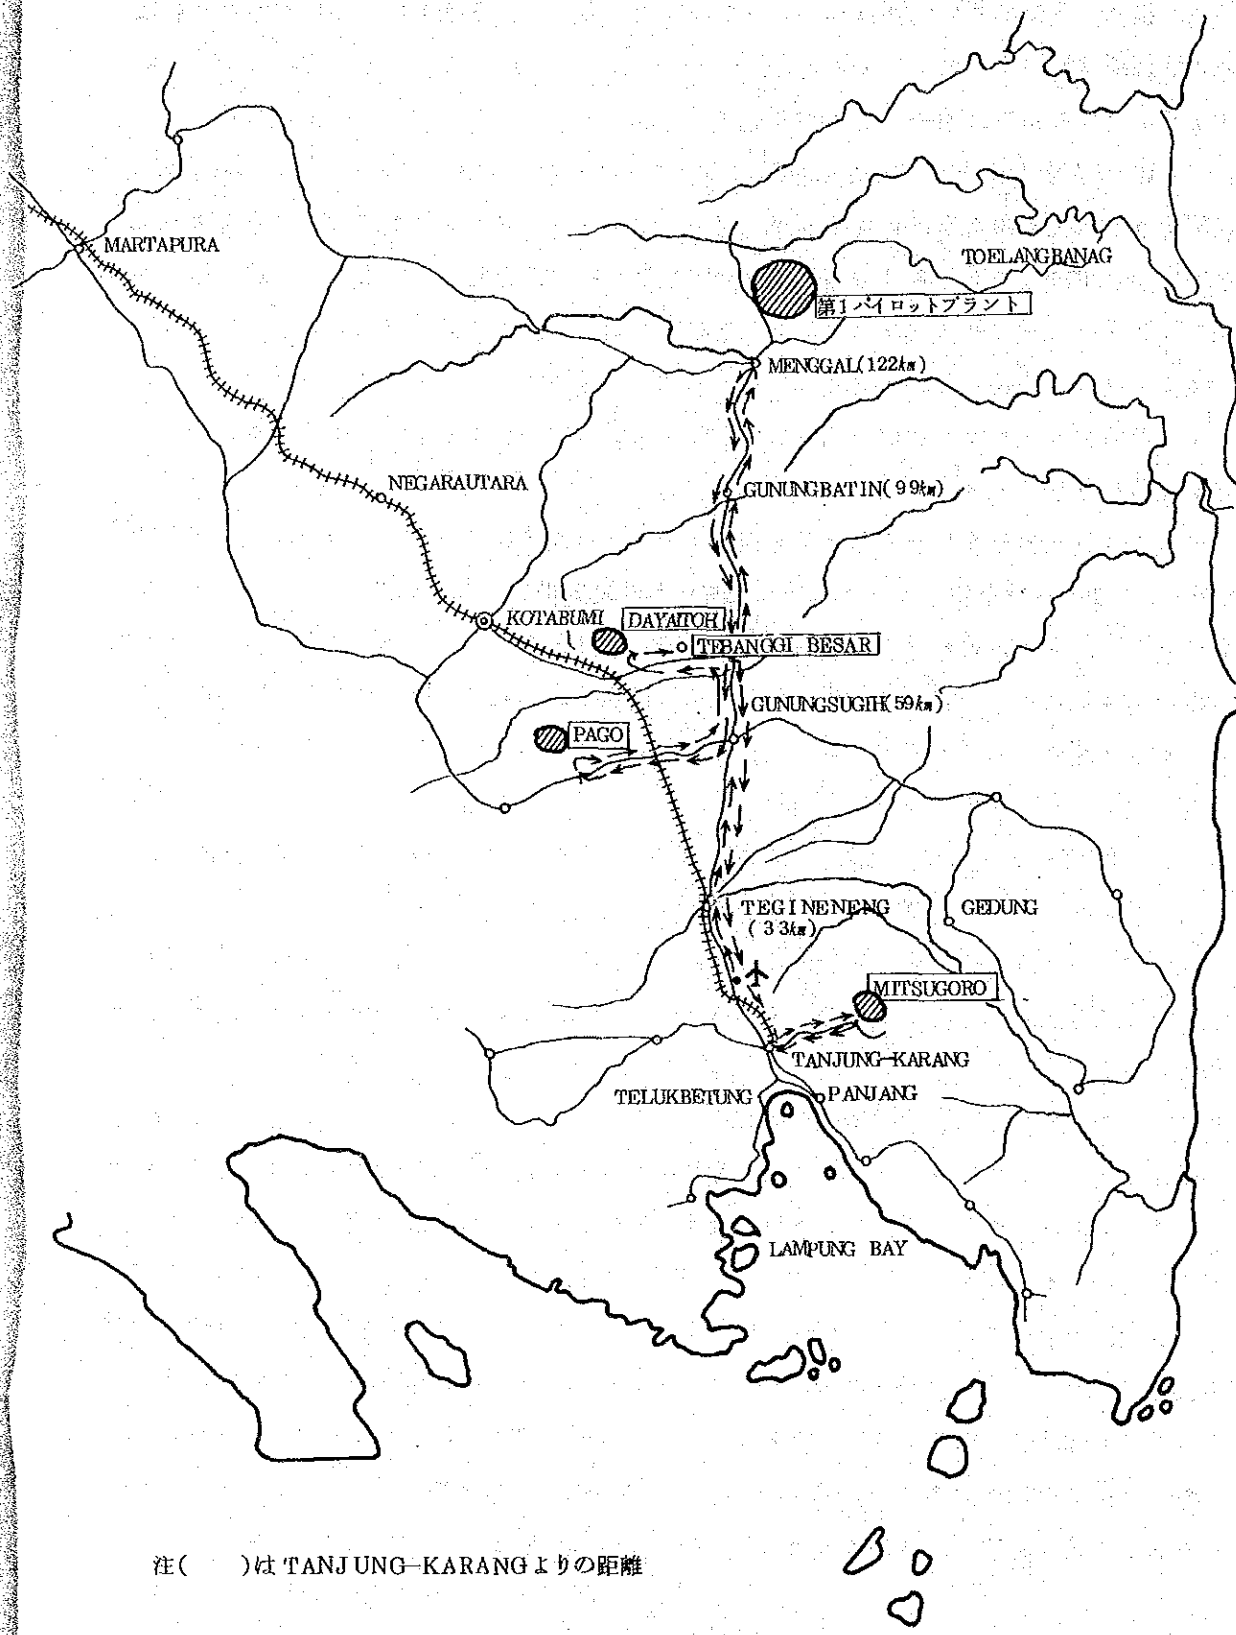 MARTAPURA
TOELANGBANAG
第1パイロットプラント
MENGGAL(122km)
NEGARAUTARA
GUNUNGBATIN(99km)
KOTABUMI
DAYAITOH
TEBANGGI BESAR
GUNUNGSUGIH(59km)
PAGO
TEGINENENG
(33km)
GEDUNG
MITSUGORO
TANJUNG-KARANG
TELUKBETUNG
PANJANG
LAMPUNG BAY
注( )はTANJUNG-KARANGよりの距離